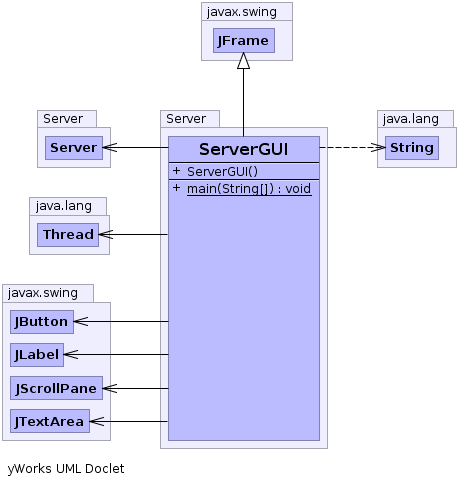 javax.swing
JFrame
Server
Server
Server
ServerGUI
+ ServerGUI()
+ main(String[]) : void
java.lang
String
java.lang
Thread
javax.swing
JButton
JLabel
JScrollPane
JTextArea
yWorks UML Doclet